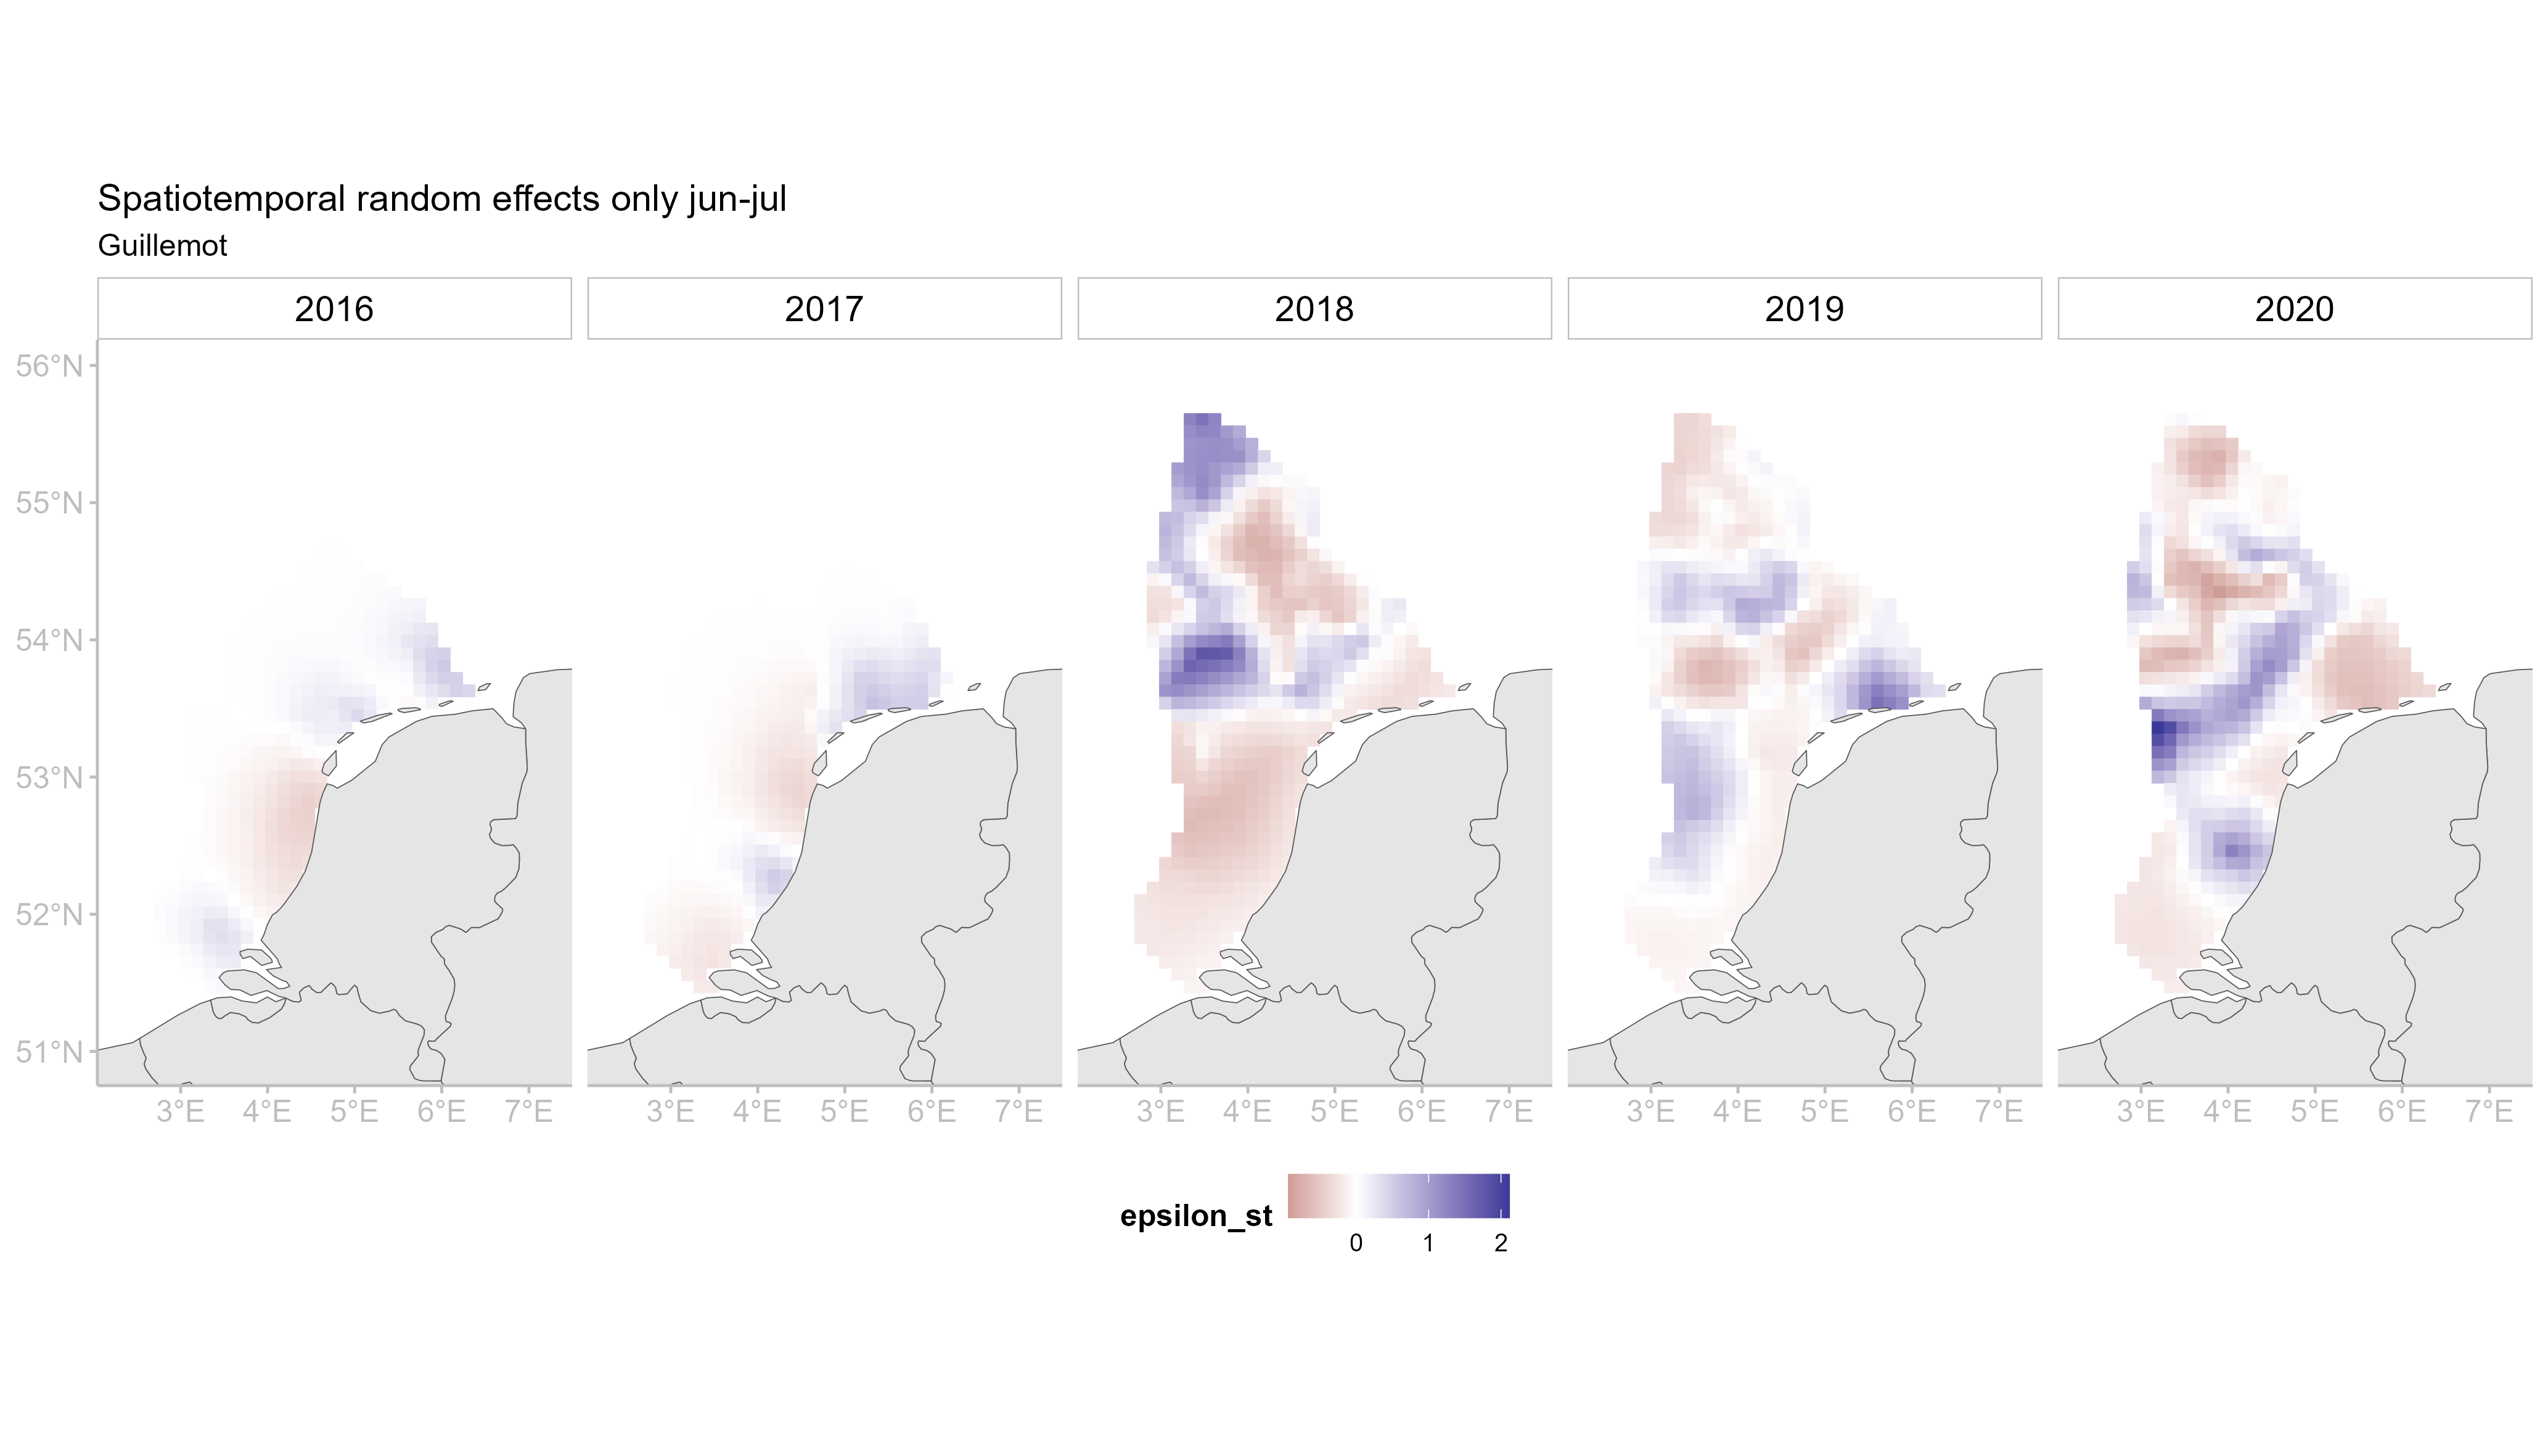 Spatiotemporal random effects only jun-jul
Guillemot
2016 2017 2018 2019 2020
56°N
55°N
54°N
53°N
52°N
51°N
3°E 4°E 5°E 6°E 7°E 3°E 4°E 5°E 6°E 7°E 3°E 4°E 5°E 6°E 7°E 3°E 4°E 5°E 6°E 7°E 3°E 4°E 5°E 6°E 7°E
epsilon_st
0 1 2